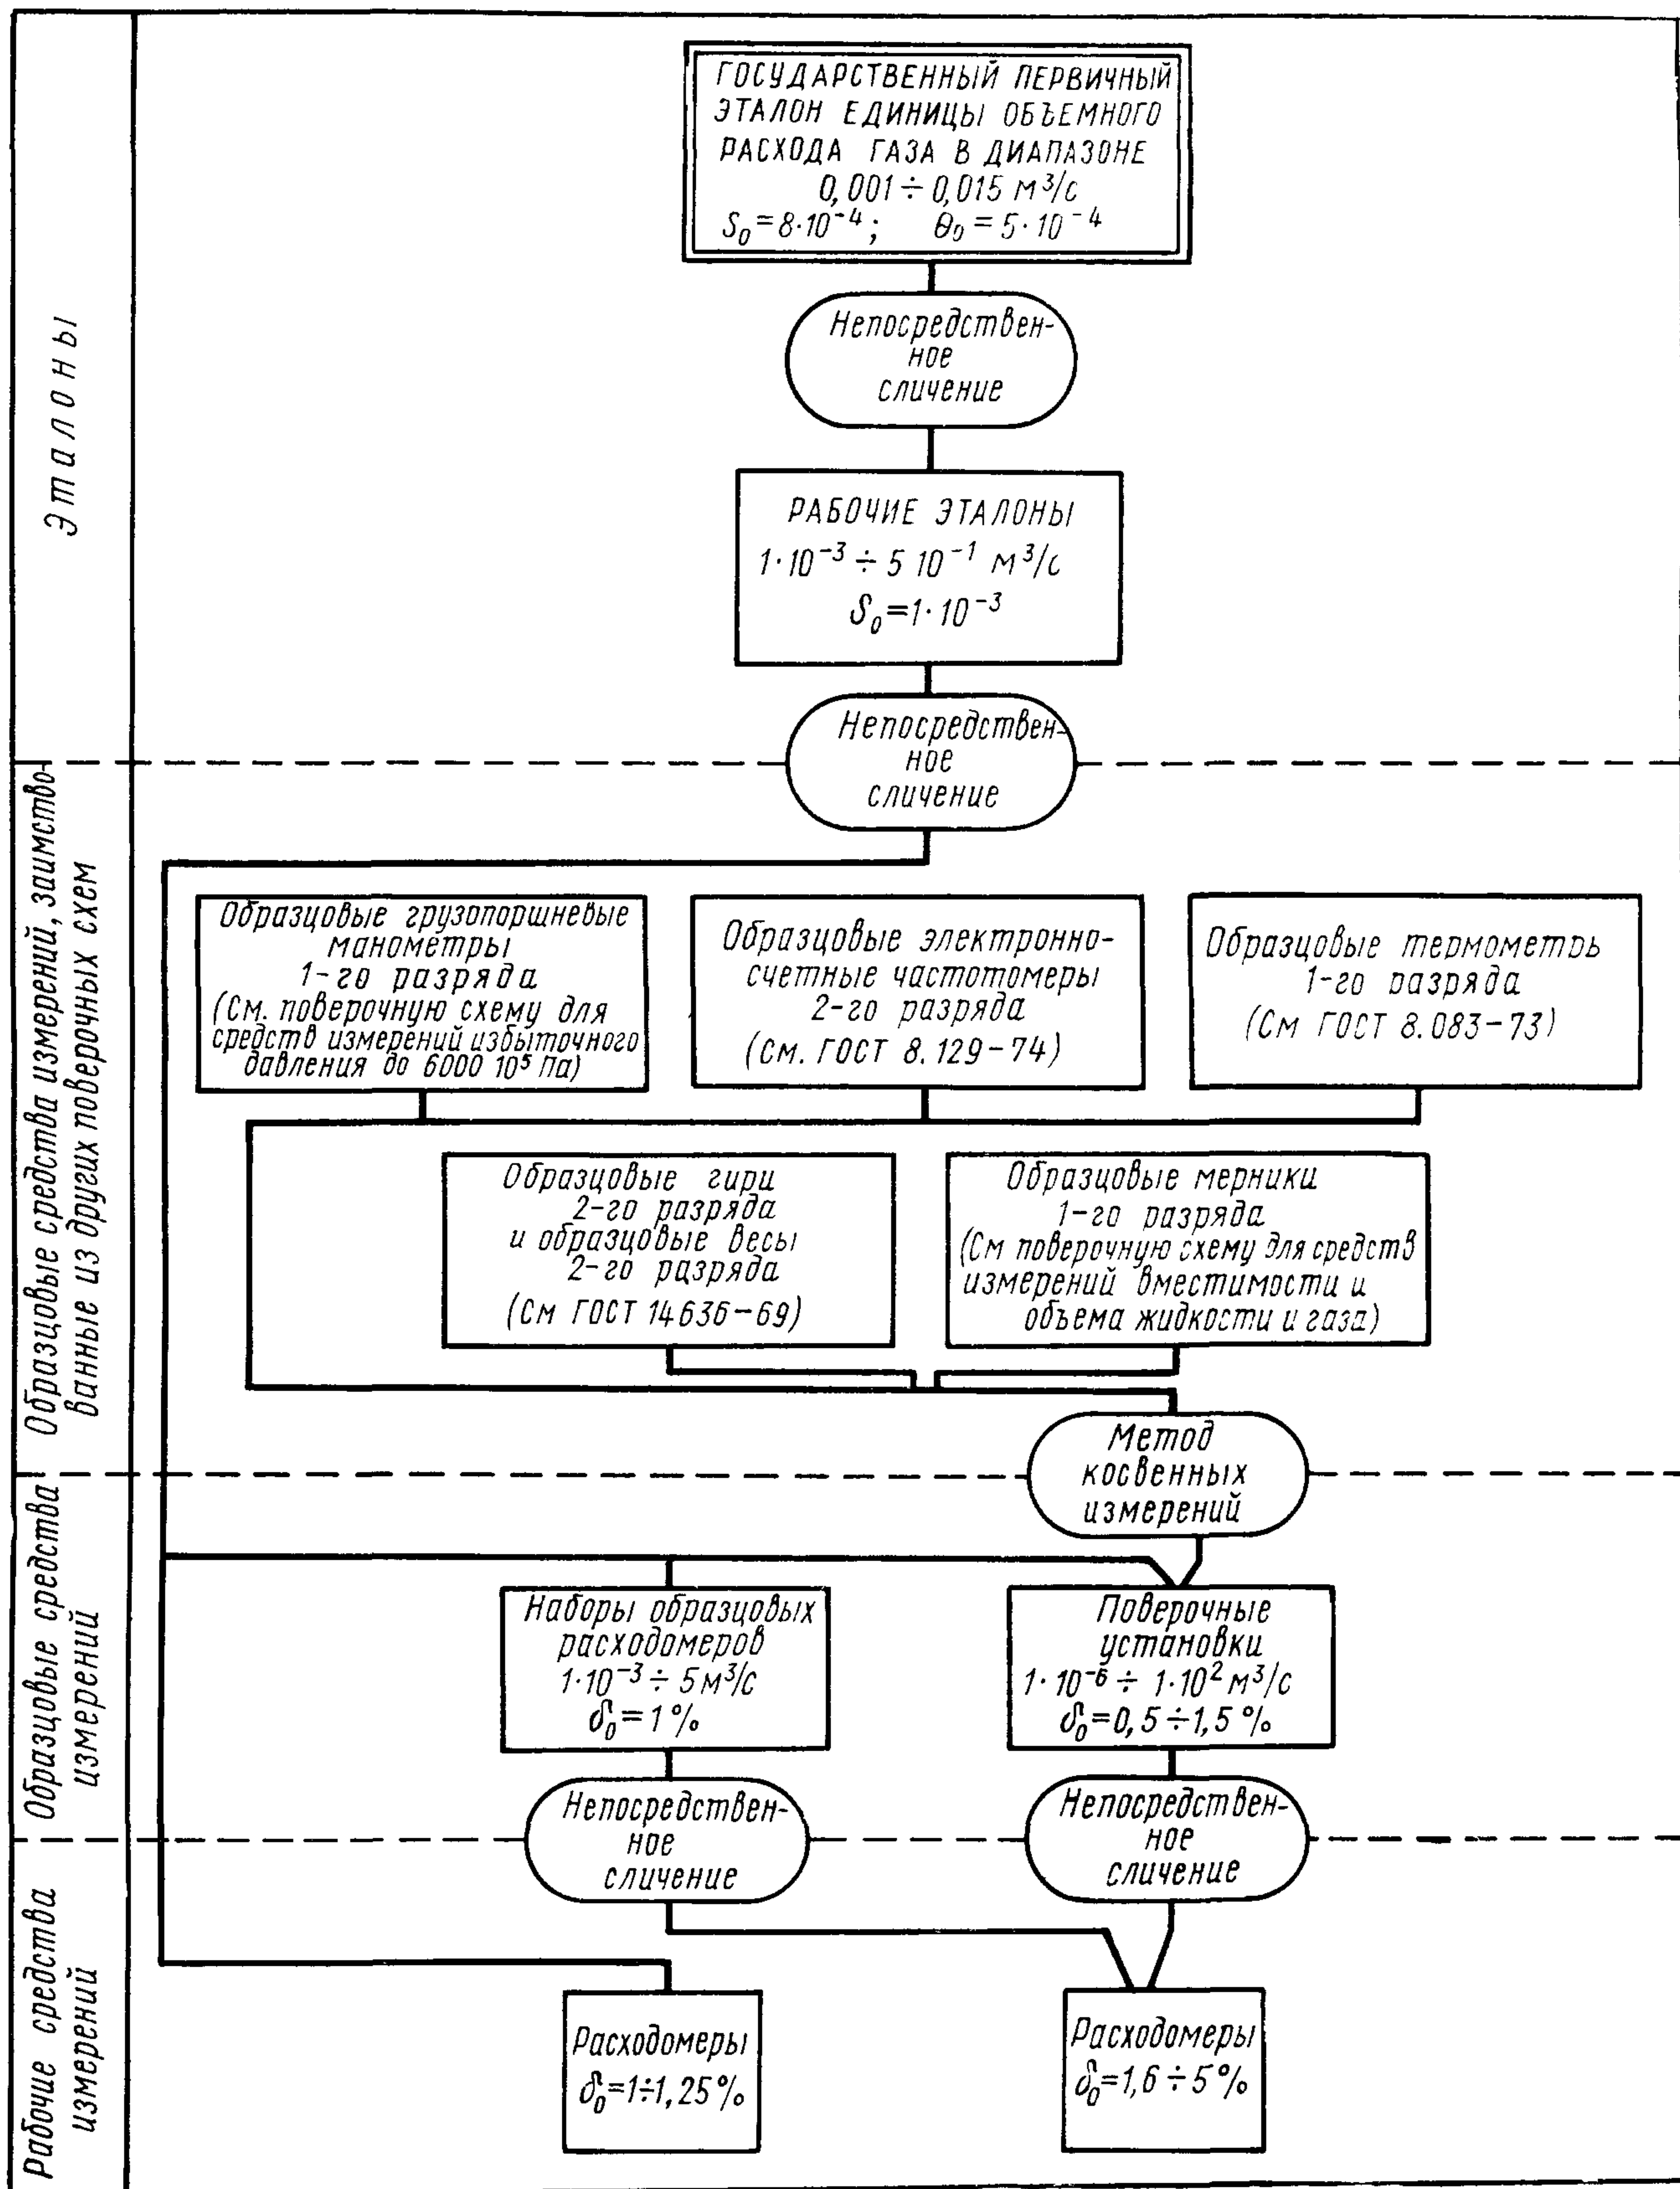 ГОСУДАРСТВЕННЫЙ ПЕРВИЧНЫЙ
ЭТАЛОН ЕДИНИЦЫ ОБЪЕМНОГО
РАСХОДА ГАЗА В ДИАПАЗОНЕ
0,001 ÷ 0,015 м³/с
S₀=8·10⁻⁴; θ₀=5·10⁻⁴
Непосредствен-
ное
сличение
РАБОЧИЕ ЭТАЛОНЫ
1·10⁻³ ÷ 5 10⁻¹ м³/с
S₀=1·10⁻³
Эталоны
Непосредствен-
ное
сличение
Образцовые средства измерений, заимство-
ванные из других поверочных схем
Образцовые грузопоршневые
манометры
1-го разряда
(См. поверочную схему для
средств измерений избыточного
давления до 6000 10⁵ Па)
Образцовые электронно-
счетные частотомеры
2-го разряда
(см. ГОСТ 8.129-74)
Образцовые термометры
1-го разряда
(См ГОСТ 8.083-73)
Образцовые гири
2-го разряда
и образцовые весы
2-го разряда
(См ГОСТ 14636-69)
Образцовые мерники
1-го разряда
(См поверочную схему для средств
измерений вместимости и
объема жидкости и газа)
Метод
косвенных
измерений
Образцовые средства
измерений
Наборы образцовых
расходомеров
1·10⁻³ ÷ 5 м³/с
δ₀=1%
Поверочные
установки
1·10⁻⁶ ÷ 1·10² м³/с
δ₀=0,5÷1,5%
Непосредствен-
ное
сличение
Непосредствен-
ное
сличение
Рабочие средства
измерений
Расходомеры
δ₀=1÷1,25%
Расходомеры
δ₀=1,6÷5%